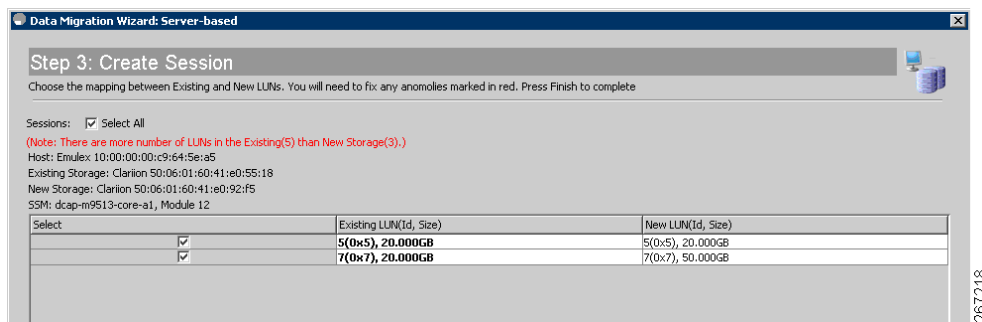 Data Migration Wizard: Server-based
Step 3: Create Session
Choose the mapping between Existing and New LUNs. You will need to fix any anomolies marked in red. Press Finish to complete
Sessions: Select All
(Note: There are more number of LUNs in the Existing(5) than New Storage(3).)
Host: Emulex 10:00:00:00:c9:64:5e:a5
Existing Storage: Clariion 50:06:01:60:41:e0:55:18
New Storage: Clariion 50:06:01:60:41:e0:92:f5
SSM: dcap-m9513-core-a1, Module 12
Select Existing LUN(Id, Size) New LUN(Id, Size)
5(0x5), 20.000GB 5(0x5), 20.000GB
7(0x7), 20.000GB 7(0x7), 50.000GB
267218